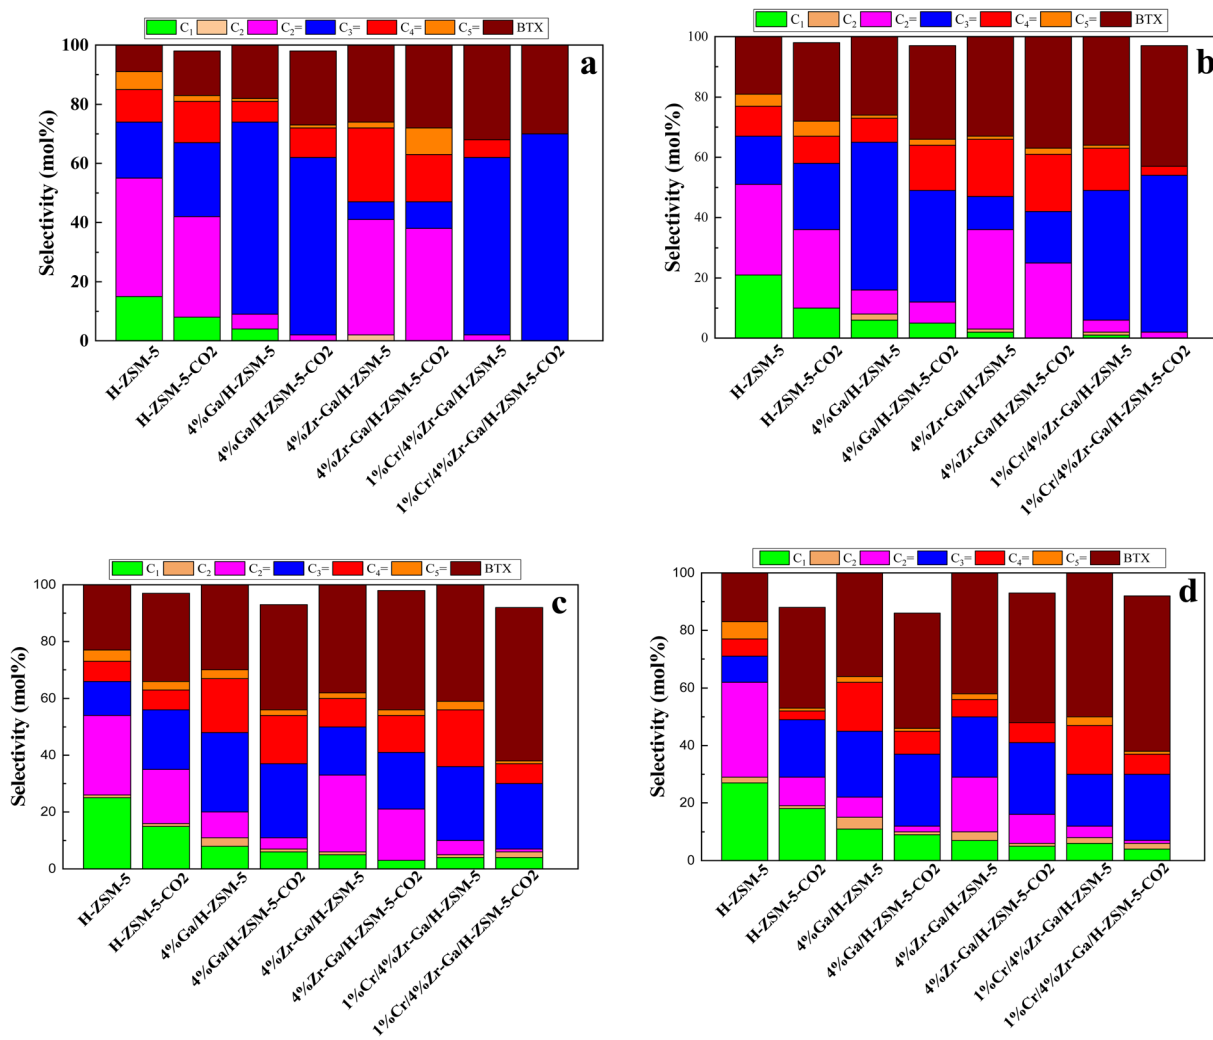 C1 C2 C2= C3= C4= C5= BTX
a
Selectivity (mol%)
100
80
60
40
20
0
H-ZSM-5
H-ZSM-5-CO2
4%Ga/H-ZSM-5
4%Ga/H-ZSM-5-CO2
4%Zr-Ga/H-ZSM-5
4%Zr-Ga/H-ZSM-5-CO2
1%Cr/4%Zr-Ga/H-ZSM-5
1%Cr/4%Zr-Ga/H-ZSM-5-CO2
C1 C2 C2= C3= C4= C5= BTX
b
Selectivity (mol%)
100
80
60
40
20
0
H-ZSM-5
H-ZSM-5-CO2
4%Ga/H-ZSM-5
4%Ga/H-ZSM-5-CO2
4%Zr-Ga/H-ZSM-5
4%Zr-Ga/H-ZSM-5-CO2
1%Cr/4%Zr-Ga/H-ZSM-5
1%Cr/4%Zr-Ga/H-ZSM-5-CO2
C1 C2 C2= C3= C4= C5= BTX
c
Selectivity (mol%)
100
80
60
40
20
0
H-ZSM-5
H-ZSM-5-CO2
4%Ga/H-ZSM-5
4%Ga/H-ZSM-5-CO2
4%Zr-Ga/H-ZSM-5
4%Zr-Ga/H-ZSM-5-CO2
1%Cr/4%Zr-Ga/H-ZSM-5
1%Cr/4%Zr-Ga/H-ZSM-5-CO2
C1 C2 C2= C3= C4= C5= BTX
d
Selectivity (mol%)
100
80
60
40
20
0
H-ZSM-5
H-ZSM-5-CO2
4%Ga/H-ZSM-5
4%Ga/H-ZSM-5-CO2
4%Zr-Ga/H-ZSM-5
4%Zr-Ga/H-ZSM-5-CO2
1%Cr/4%Zr-Ga/H-ZSM-5
1%Cr/4%Zr-Ga/H-ZSM-5-CO2